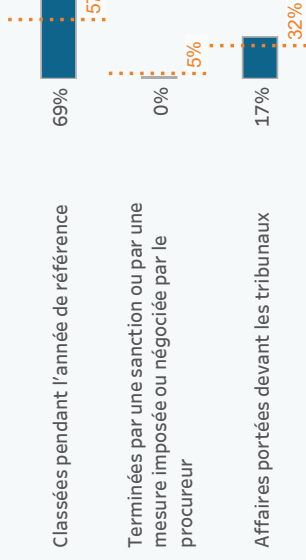 Classées pendant l'année de référence
69%
Terminées par une sanction ou par une
mesure imposée ou négociée par le
procureur
0%
5%
Affaires portées devant les tribunaux
17%
32%